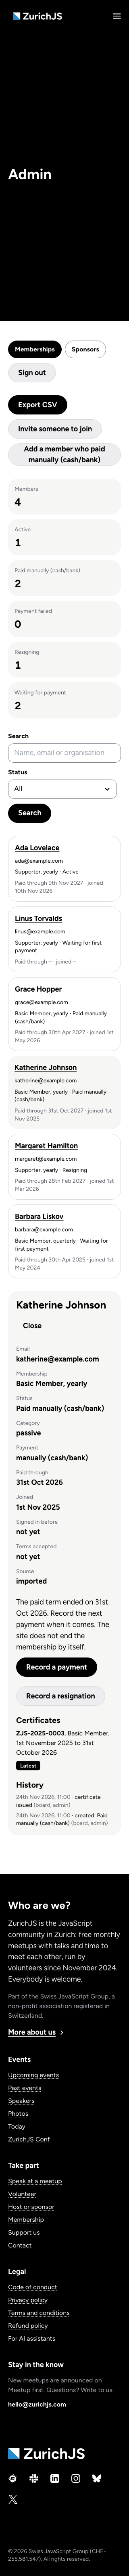 ZurichJS
Admin
Memberships
Sponsors
Sign out
Export CSV
Invite someone to join
Add a member who paid
manually (cash/bank)
Members
4
Active
1
Paid manually (cash/bank)
2
Payment failed
0
Resigning
1
Waiting for payment
2
Search
Name, email or organisation
Status
All
Search
Ada Lovelace
ada@example.com
Supporter, yearly · Active
Paid through 9th Nov 2027 · joined
10th Nov 2026
Linus Torvalds
linus@example.com
Supporter, yearly · Waiting for first
payment
Paid through – · joined –
Grace Hopper
grace@example.com
Basic Member, yearly · Paid manually
(cash/bank)
Paid through 30th Apr 2027 · joined 1st
May 2026
Katherine Johnson
katherine@example.com
Basic Member, yearly · Paid manually
(cash/bank)
Paid through 31st Oct 2027 · joined 1st
Nov 2025
Margaret Hamilton
margaret@example.com
Supporter, yearly · Resigning
Paid through 28th Feb 2027 · joined 1st
Mar 2026
Barbara Liskov
barbara@example.com
Basic Member, quarterly · Waiting for
first payment
Paid through 30th Apr 2025 · joined 1st
May 2024
Katherine Johnson
Close
Email
katherine@example.com
Membership
Basic Member, yearly
Status
Paid manually (cash/bank)
Category
passive
Payment
manually (cash/bank)
Paid through
31st Oct 2026
Joined
1st Nov 2025
Signed in before
not yet
Terms accepted
not yet
Source
imported
The paid term ended on 31st
Oct 2026. Record the next
payment when it comes. The
site does not end the
membership by itself.
Record a payment
Record a resignation
Certificates
ZJS-2025-0003, Basic Member,
1st November 2025 to 31st
October 2026
Latest
History
24th Nov 2026, 11:00 · certificate
issued (board, admin)
24th Nov 2026, 11:00 · created: Paid
manually (cash/bank) (board, admin)
Who are we?
ZurichJS is the JavaScript
community in Zurich: free monthly
meetups with talks and time to
meet each other, run by
volunteers since November 2024.
Everybody is welcome.
Part of the Swiss JavaScript Group, a
non-profit association registered in
Switzerland.
More about us
Events
Upcoming events
Past events
Speakers
Photos
Today
ZurichJS Conf
Take part
Speak at a meetup
Volunteer
Host or sponsor
Membership
Support us
Contact
Legal
Code of conduct
Privacy policy
Terms and conditions
Refund policy
For AI assistants
Stay in the know
New meetups are announced on
Meetup first. Questions? Write to us.
hello@zurichjs.com
ZurichJS
© 2026 Swiss JavaScript Group (CHE-
255.581.547). All rights reserved.